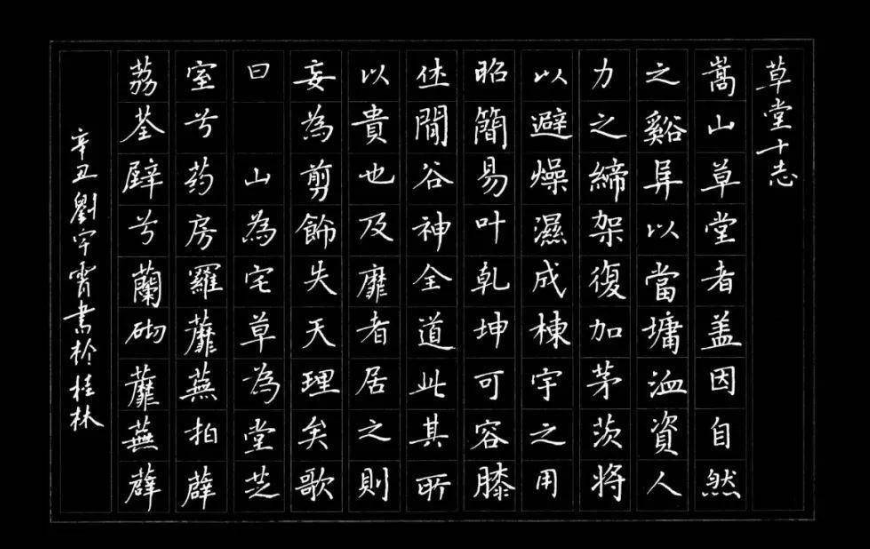 草堂十志
嵩山草堂者盖因自然
之谿阜以當墉洫資人
力之締架復加茅茨將
以避燥濕成棟宇之用
昭簡易叶乾坤可容膝
休閒谷神全道此其所
以貴也及靡者居之則
妄為剪飾失天理矣歌
曰 山為宅草為堂芝
室兮药房羅蘼蕪拍薜
荔荃壁兮蘭砌蘼蕪薜
辛丑劉宇霄書於桂林